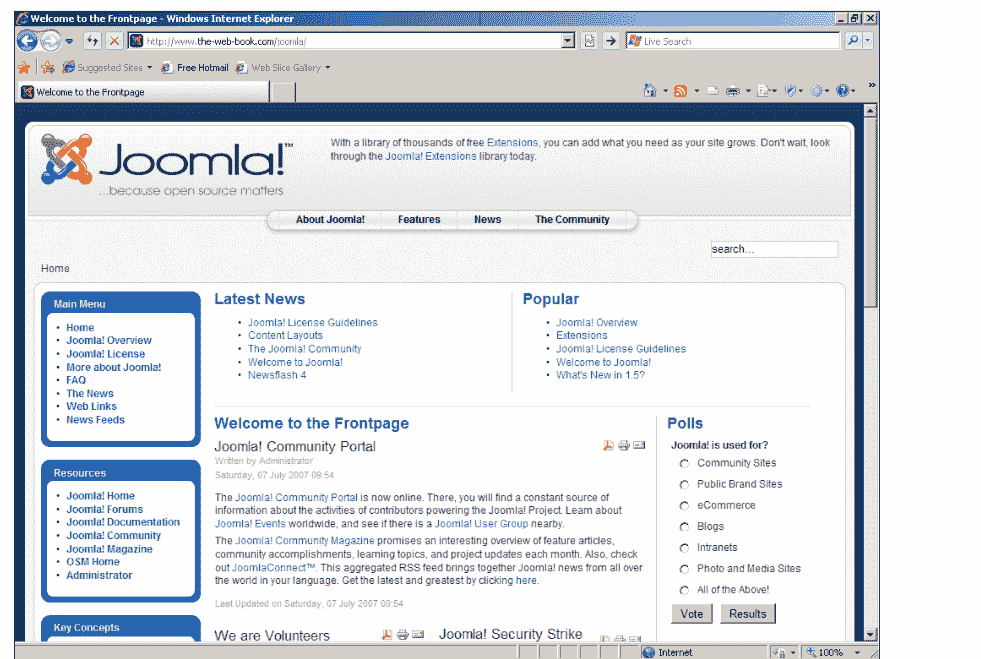 Welcome to the Frontpage - Windows Internet Explorer
http://www.the-web-book.com/joomla/
Live Search
Suggested Sites
Free Hotmail
Web Slice Gallery
Welcome to the Frontpage
Joomla!™
...because open source matters
With a library of thousands of free Extensions, you can add what you need as your site grows. Don't wait, look
through the Joomla! Extensions library today.
About Joomla!
Features
News
The Community
search...
Home
Main Menu
Home
Joomla! Overview
Joomla! License
More about Joomla!
FAQ
The News
Web Links
News Feeds
Resources
Joomla! Home
Joomla! Forums
Joomla! Documentation
Joomla! Community
Joomla! Magazine
OSM Home
Administrator
Key Concepts
Latest News
Joomla! License Guidelines
Content Layouts
The Joomla! Community
Welcome to Joomla!
Newsflash 4
Popular
Joomla! Overview
Extensions
Joomla! License Guidelines
Welcome to Joomla!
What's New in 1.5?
Welcome to the Frontpage
Joomla! Community Portal
Written by Administrator
Saturday, 07 July 2007 09:54
The Joomla! Community Portal is now online. There, you will find a constant source of
information about the activities of contributors powering the Joomla! Project. Learn about
Joomla! Events worldwide, and see if there is a Joomla! User Group nearby.
The Joomla! Community Magazine promises an interesting overview of feature articles,
community accomplishments, learning topics, and project updates each month. Also, check
out JoomlaConnect™. This aggregated RSS feed brings together Joomla! news from all over
the world in your language. Get the latest and greatest by clicking here.
Last Updated on Saturday, 07 July 2007 09:54
We are Volunteers
Joomla! Security Strike
Polls
Joomla! is used for?
Community Sites
Public Brand Sites
eCommerce
Blogs
Intranets
Photo and Media Sites
All of the Above!
Vote
Results
Internet
100%